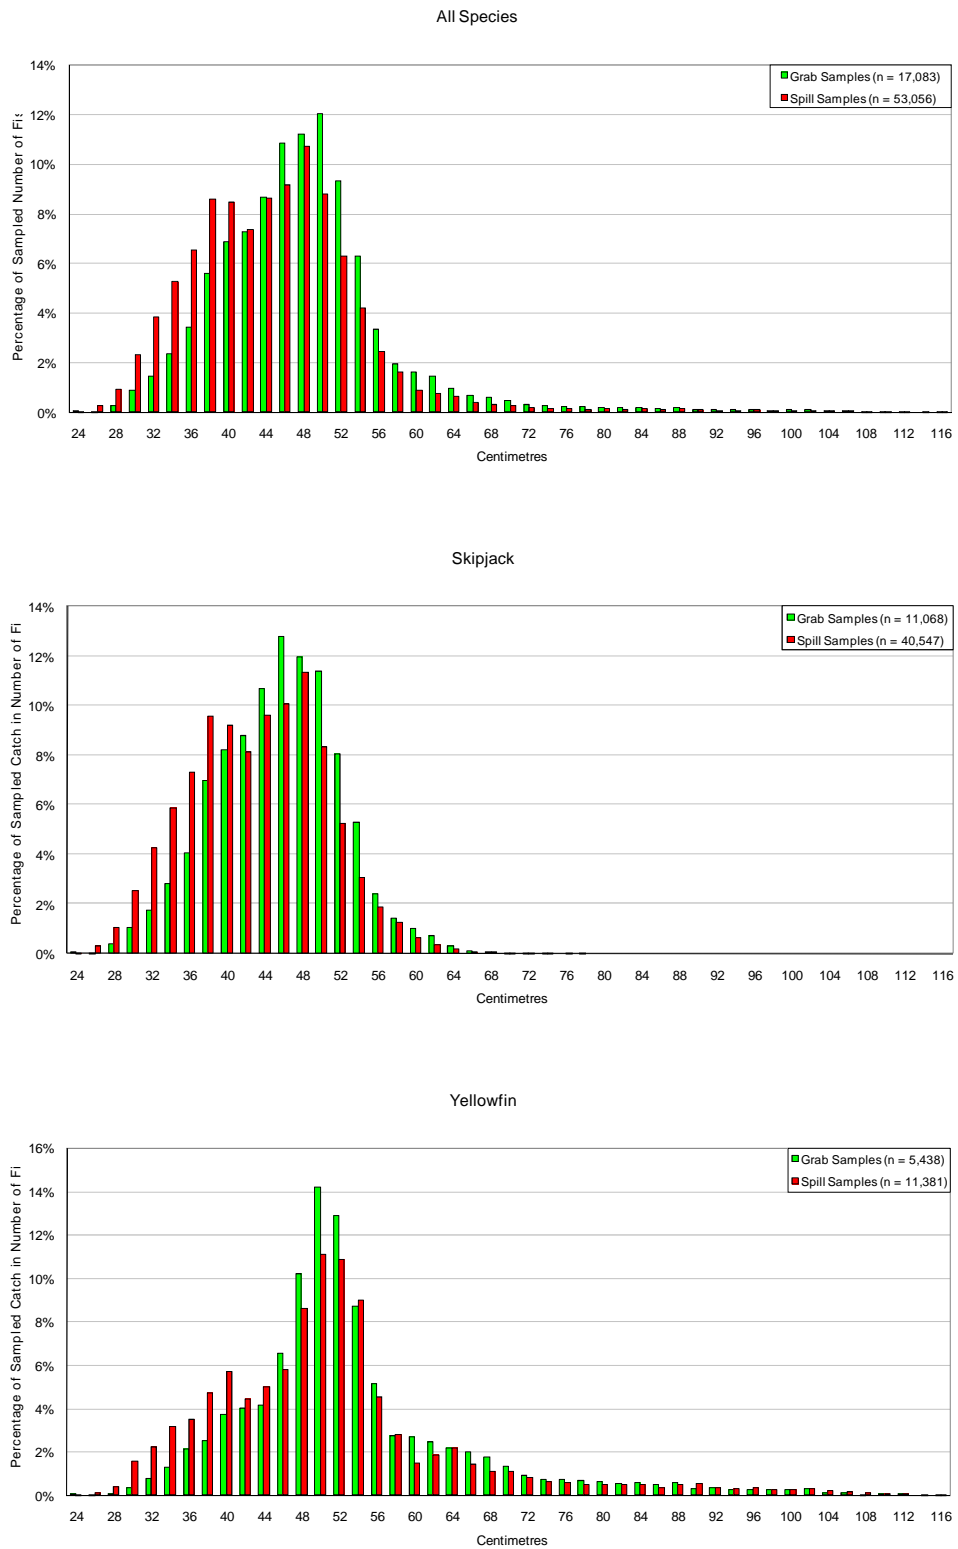 All Species
14%
12%
10%
8%
6%
4%
2%
0%
Percentage of Sampled Number of Fis
Grab Samples (n = 17,083)
Spill Samples (n = 53,056)
24 28 32 36 40 44 48 52 56 60 64 68 72 76 80 84 88 92 96 100 104 108 112 116
Centimetres
Skipjack
14%
12%
10%
8%
6%
4%
2%
0%
Percentage of Sampled Catch in Number of Fi
Grab Samples (n = 11,068)
Spill Samples (n = 40,547)
24 28 32 36 40 44 48 52 56 60 64 68 72 76 80 84 88 92 96 100 104 108 112 116
Centimetres
Yellowfin
16%
14%
12%
10%
8%
6%
4%
2%
0%
Percentage of Sampled Catch in Number of Fi
Grab Samples (n = 5,438)
Spill Samples (n = 11,381)
24 28 32 36 40 44 48 52 56 60 64 68 72 76 80 84 88 92 96 100 104 108 112 116
Centimetres